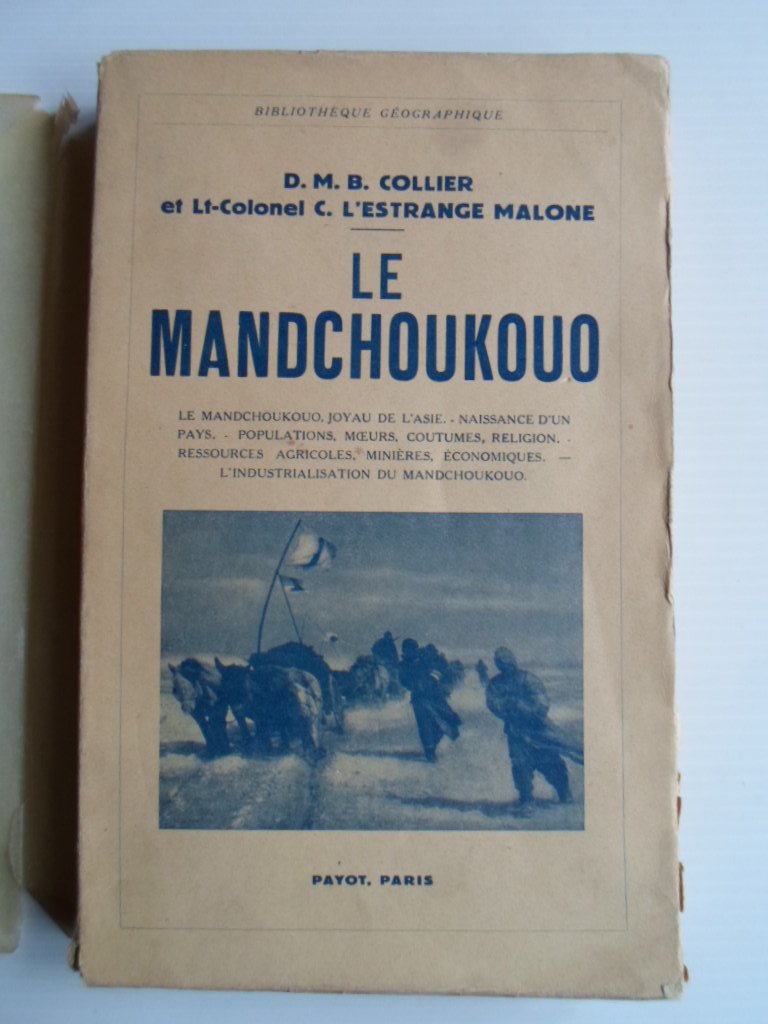 BIBLIOTHÈQUE GÉOGRAPHIQUE
D. M. B. COLLIER
et Lt-Colonel C. L'ESTRANGE MALONE
LE
MANDCHOUKOUO
LE MANDCHOUKOUO, JOYAU DE L'ASIE. - NAISSANCE D'UN
PAYS. - POPULATIONS, MŒURS, COUTUMES, RELIGION. -
RESSOURCES AGRICOLES, MINIÈRES, ÉCONOMIQUES. —
L'INDUSTRIALISATION DU MANDCHOUKOUO.
PAYOT, PARIS